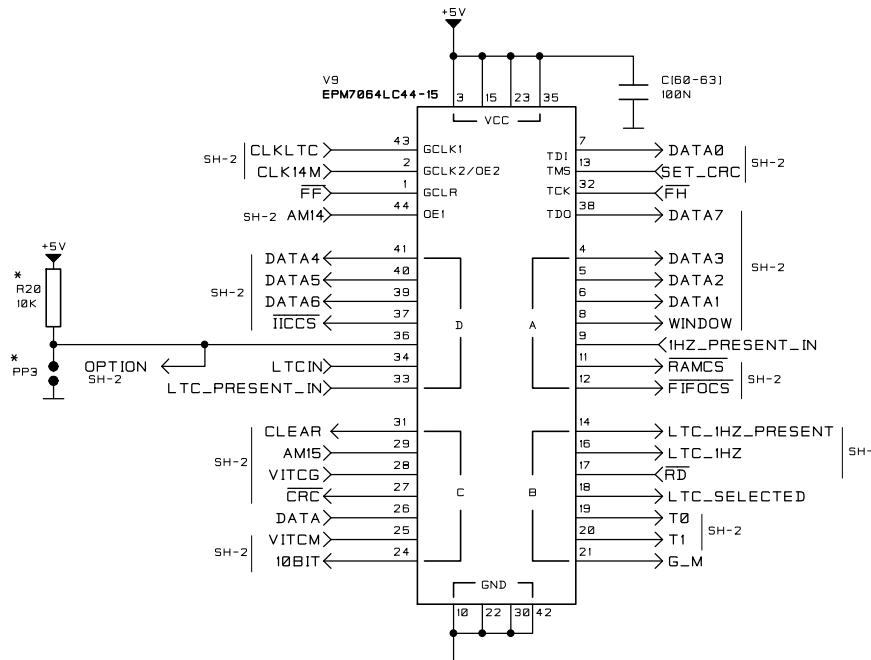 +5V
V9
EPM7064LC44-15
C[60-63]
100N
3 15 23 35
VCC
SH-2
CLKLTC 43 GCLK1
CLK14M 2 GCLK2/OE2
FF 1 GCLR
SH-2 AM14 44 OE1
TDI 7 DATA0
TMS 13 SET_CRC
TCK 32 FH
TDO 38 DATA7
SH-2
+5V
*
R20
10K
*
PP3
OPTION
SH-2
SH-2
DATA4 41
DATA5 40
DATA6 39
IICCS 37
36
LTCIN 34
LTC_PRESENT_IN 33
D
A
4 DATA3
5 DATA2
6 DATA1
8 WINDOW
9 1HZ_PRESENT_IN
11 RAMCS
12 FIFOCS
SH-2
SH-2
SH-2
CLEAR 31
AM15 29
VITCG 28
CRC 27
DATA 26
VITCM 25
10BIT 24
SH-2
C
B
14 LTC_1HZ_PRESENT
16 LTC_1HZ
17 RD
18 LTC_SELECTED
19 T0
20 T1
21 G_M
SH-
SH-2
GND
10 22 30 42